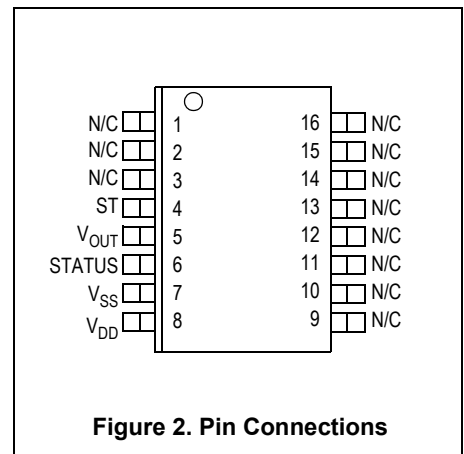 N/C 1 16 N/C
N/C 2 15 N/C
N/C 3 14 N/C
ST 4 13 N/C
VOUT 5 12 N/C
STATUS 6 11 N/C
VSS 7 10 N/C
VDD 8 9 N/C
Figure 2. Pin Connections